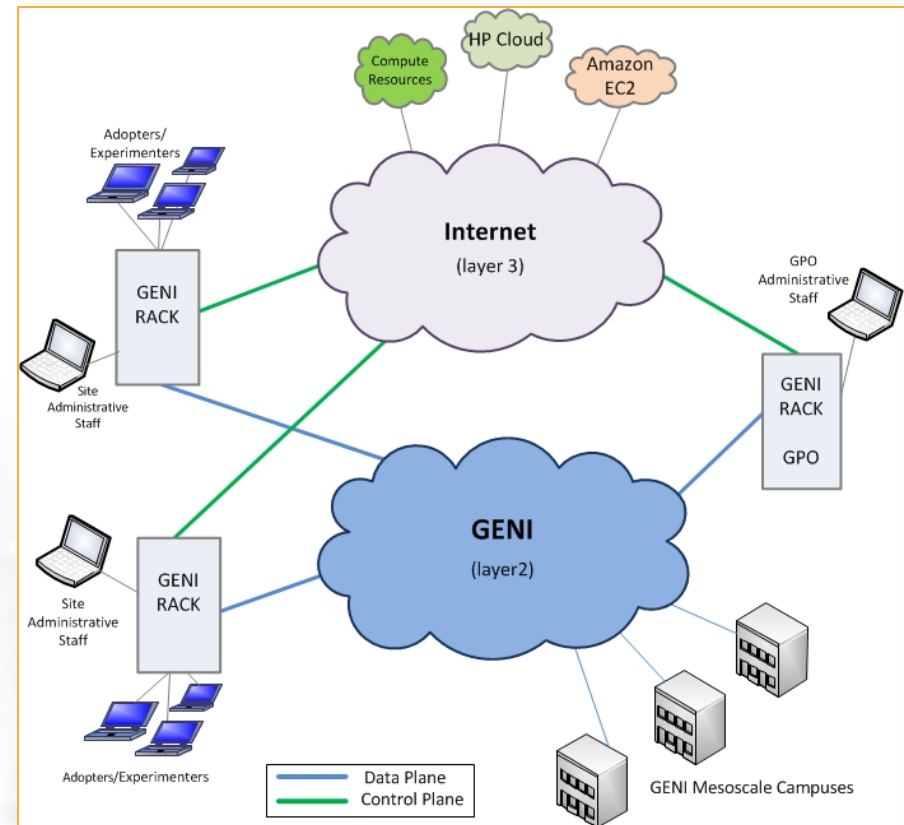 HP Cloud
Compute
Resources
Amazon
EC2
Adopters/
Experimenters
Internet
(layer 3)
GPO
Administrative
Staff
GENI
RACK
Site
Administrative
Staff
GENI
RACK
GPO
GENI
(layer2)
GENI
RACK
Site
Administrative
Staff
Adopters/Experimenters
Data Plane
Control Plane
GENI Mesoscale Campuses